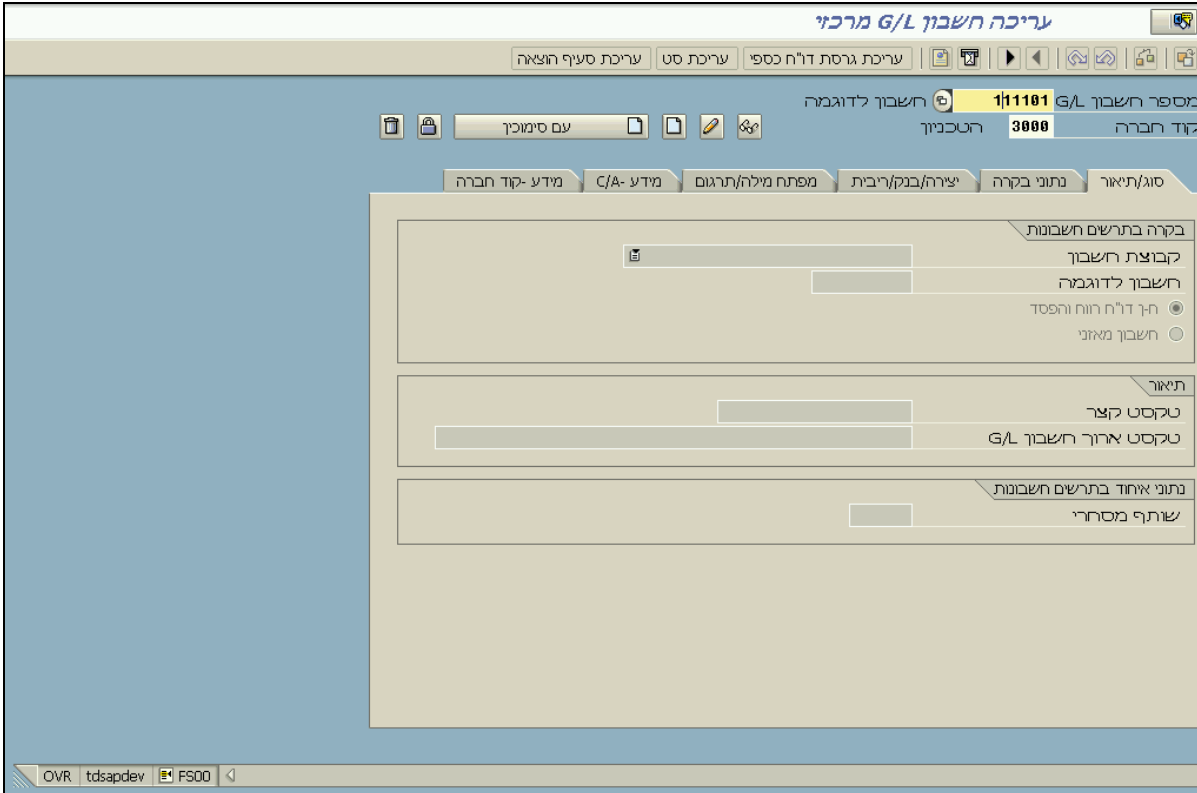 עריכה חשבון G/L מרכזי
עריכת גרסת דו"ח כספי עריכת סט עריכת סעיף הוצאה
מספר חשבון G/L 111101 חשבון לדוגמה
קוד חברה 3000 הטכניון
עם סימוכין
סוג/תיאור נתוני בקרה יצירה/בנק/ריבית מפתח מילה/תרגום מידע -C/A מידע -קוד חברה
בקרה בתרשים חשבונות
קבוצת חשבון
חשבון לדוגמה
ח-ן דו"ח רווח והפסד
חשבון מאזני
תיאור
טקסט קצר
טקסט ארוך חשבון G/L
נתוני איחוד בתרשים חשבונות
שותף מסחרי
FS00 tdsapdev OVR